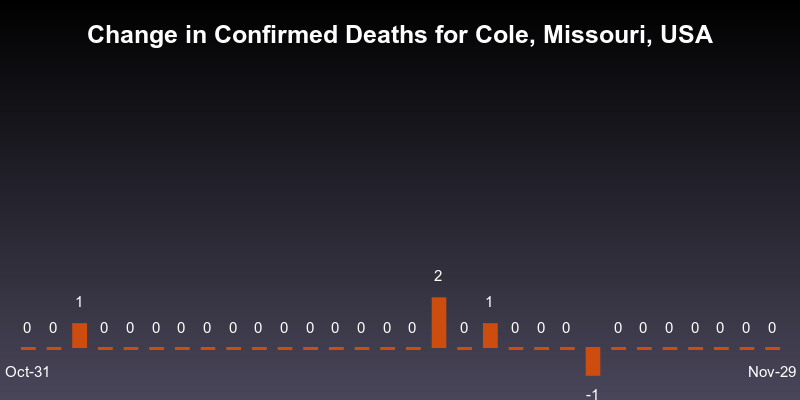 Change in Confirmed Deaths for Cole, Missouri, USA
2
1 1
0 0 0 0 0 0 0 0 0 0 0 0 0 0 0 0 0 0 0 0 0 0 0 0 0 0
Oct-31 Nov-29
-1